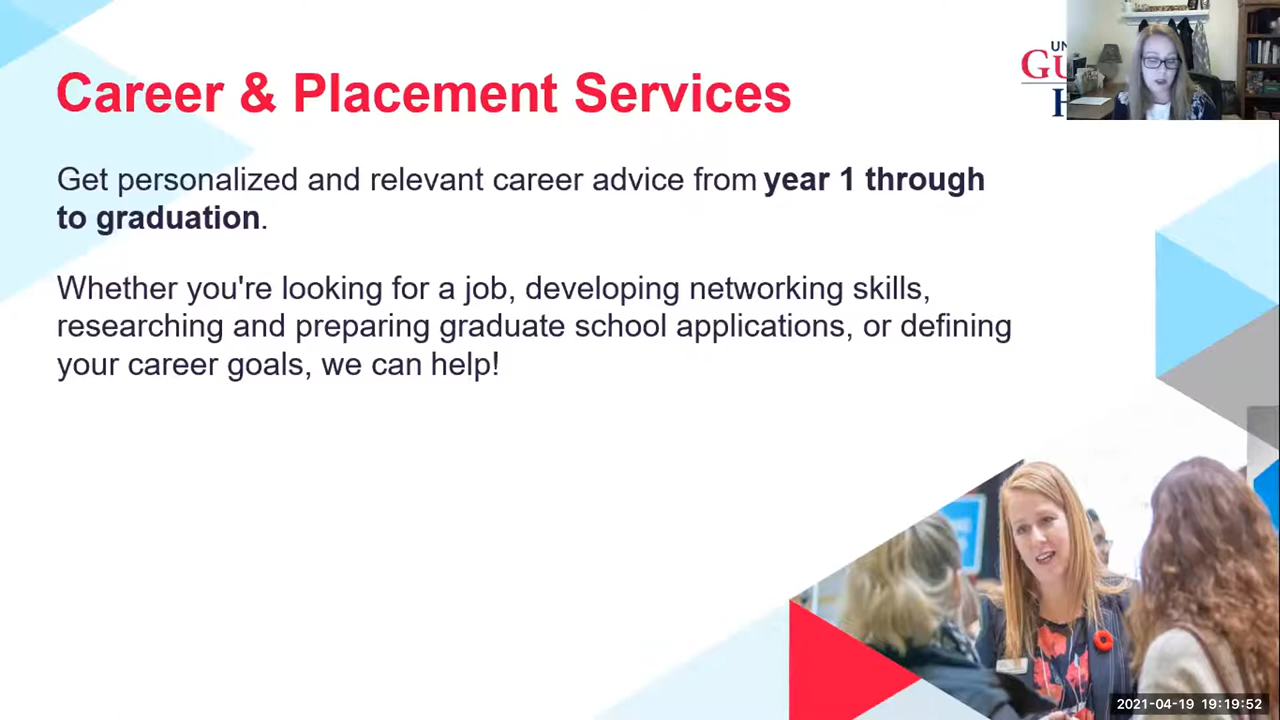 Career & Placement Services
Get personalized and relevant career advice from year 1 through
to graduation.
Whether you're looking for a job, developing networking skills,
researching and preparing graduate school applications, or defining
your career goals, we can help!
2021-04-19 19:19:52